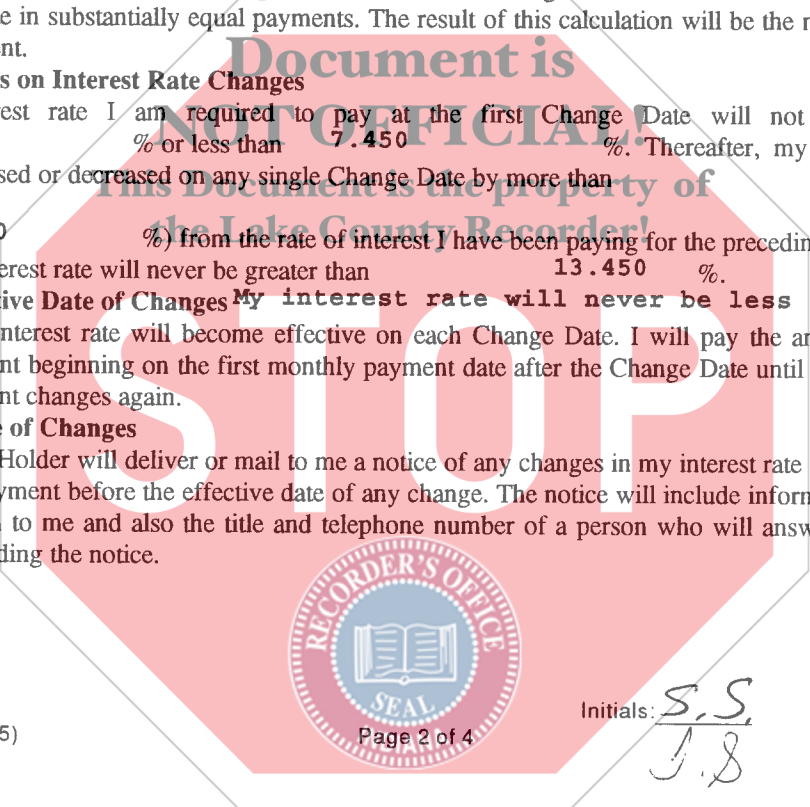 e in substantially equal payments. The result of this calculation will be the
nt.
Document is
s on Interest Rate Changes
rest rate I am required to pay at the first Change Date will not
NOT OFFICIAL!
% or less than 7.450 %. Thereafter, my
sed or decreased on any single Change Date by more than
This Document is the property of
the Lake County Recorder!
%) from the rate of interest I have been paying for the precedin
erest rate will never be greater than 13.450 %.
tive Date of Changes My interest rate will never be less
interest rate will become effective on each Change Date. I will pay the
nt beginning on the first monthly payment date after the Change Date until
nt changes again.
STOP
e of Changes
Holder will deliver or mail to me a notice of any changes in my interest rate
yment before the effective date of any change. The notice will include inform
to me and also the title and telephone number of a person who will answ
ding the notice.
RECORDER'S OFFICE
SEAL
INDIANA
Initials: S.S.
J.S
5)
Page 2 of 4